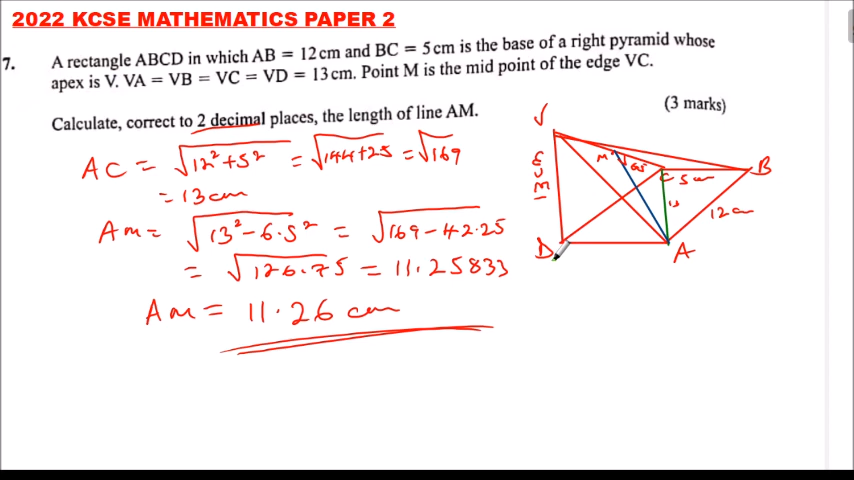 2022 KCSE MATHEMATICS PAPER 2
7. A rectangle ABCD in which AB = 12 cm and BC = 5 cm is the base of a right pyramid whose
apex is V. VA = VB = VC = VD = 13 cm. Point M is the mid point of the edge VC.
Calculate, correct to 2 decimal places, the length of line AM.
(3 marks)
AC = √12²+5² = √144+25 = √169
= 13cm
AM = √13²-6.5² = √169-42.25
= √126.75 = 11.25833
AM = 11.26 cm
V
13cm
M
6.5
C
5cm
B
13
12cm
D
A